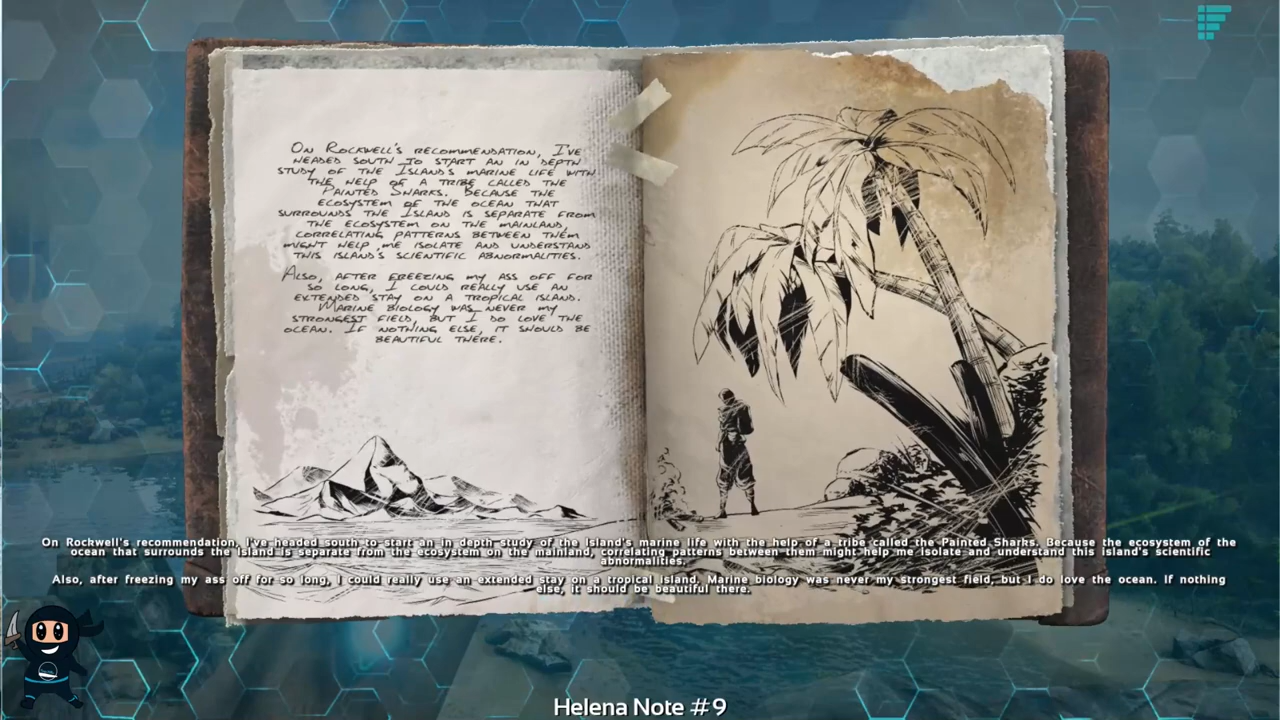 On Rockwell's recommendation, I've
headed south to start an in depth
study of the Island's marine life with
the help of a tribe called the
Painted Sharks. Because the
ecosystem of the ocean that
surrounds the Island is separate from
the ecosystem on the mainland,
correlating patterns between them
might help me isolate and understand
this island's scientific abnormalities.
Also, after freezing my ass off for
so long, I could really use an
extended stay on a tropical island.
Marine biology was never my
strongest field, but I do love the
ocean. If nothing else, it should be
beautiful there.
On Rockwell's recommendation, I've headed south to start an in depth study of the Island's marine life with the help of a tribe called the Painted Sharks. Because the ecosystem of the
ocean that surrounds the Island is separate from the ecosystem on the mainland, correlating patterns between them might help me isolate and understand this island's scientific
abnormalities.
Also, after freezing my ass off for so long, I could really use an extended stay on a tropical island. Marine biology was never my strongest field, but I do love the ocean. If nothing
else, it should be beautiful there.
Helena Note #9